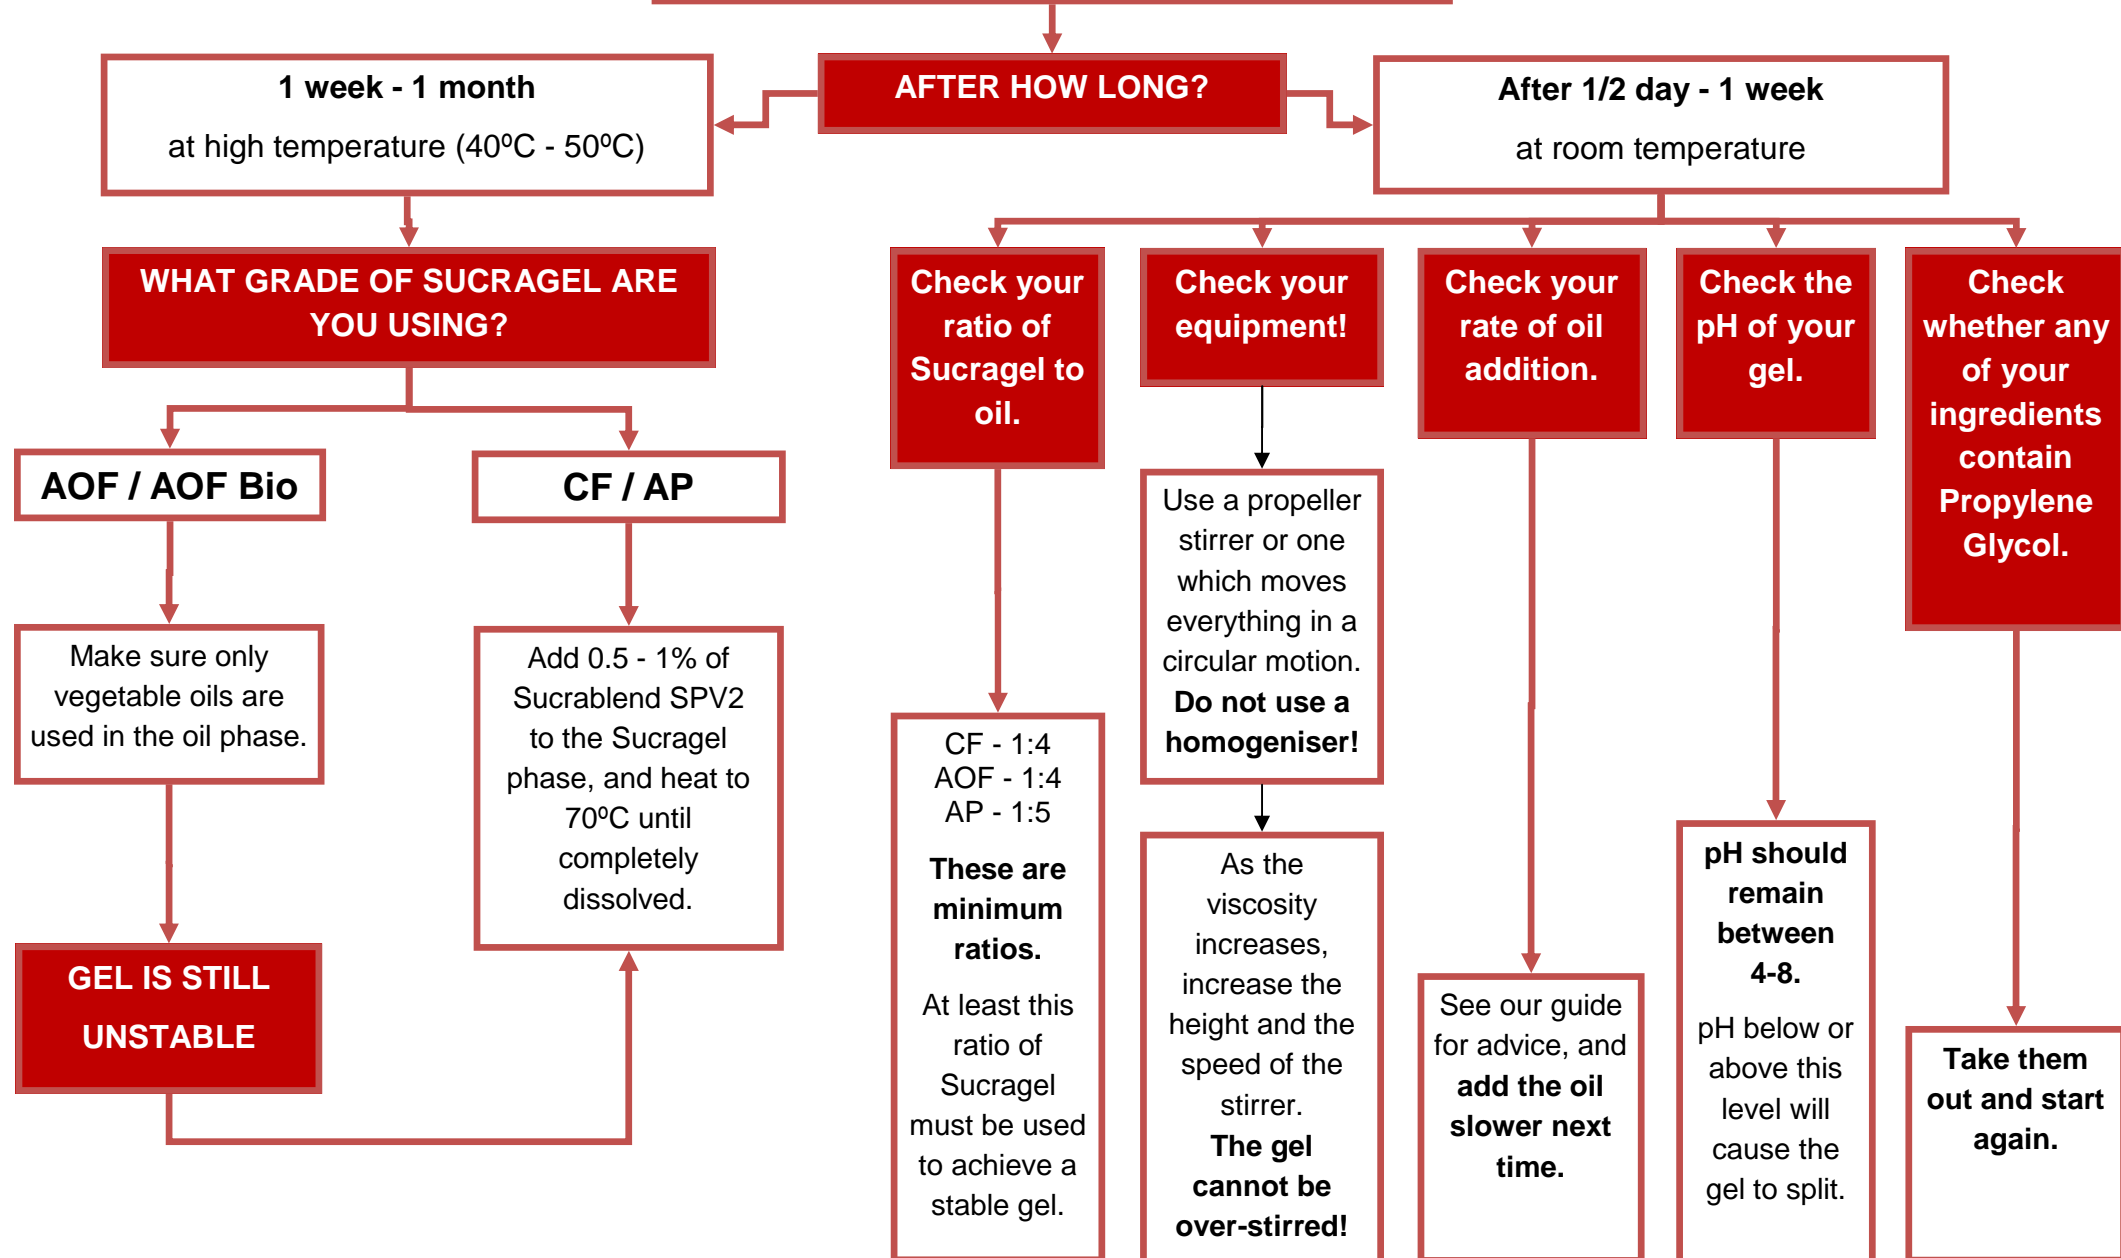 AFTER HOW LONG?
1 week - 1 month
at high temperature (40ºC - 50ºC)
After 1/2 day - 1 week
at room temperature
WHAT GRADE OF SUCRAGEL ARE
YOU USING?
AOF / AOF Bio
Make sure only
vegetable oils are
used in the oil phase.
GEL IS STILL
UNSTABLE
CF / AP
Add 0.5 - 1% of
Sucrablend SPV2
to the Sucragel
phase, and heat to
70ºC until
completely
dissolved.
Check your
ratio of
Sucragel to
oil.
CF - 1:4
AOF - 1:4
AP - 1:5
These are
minimum
ratios.
At least this
ratio of
Sucragel
must be used
to achieve a
stable gel.
Check your
equipment!
Use a propeller
stirrer or one
which moves
everything in a
circular motion.
Do not use a
homogeniser!
As the
viscosity
increases,
increase the
height and the
speed of the
stirrer.
The gel
cannot be
over-stirred!
Check your
rate of oil
addition.
See our guide
for advice, and
add the oil
slower next
time.
Check the
pH of your
gel.
pH should
remain
between
4-8.
pH below or
above this
level will
cause the
gel to split.
Check
whether any
of your
ingredients
contain
Propylene
Glycol.
Take them
out and start
again.